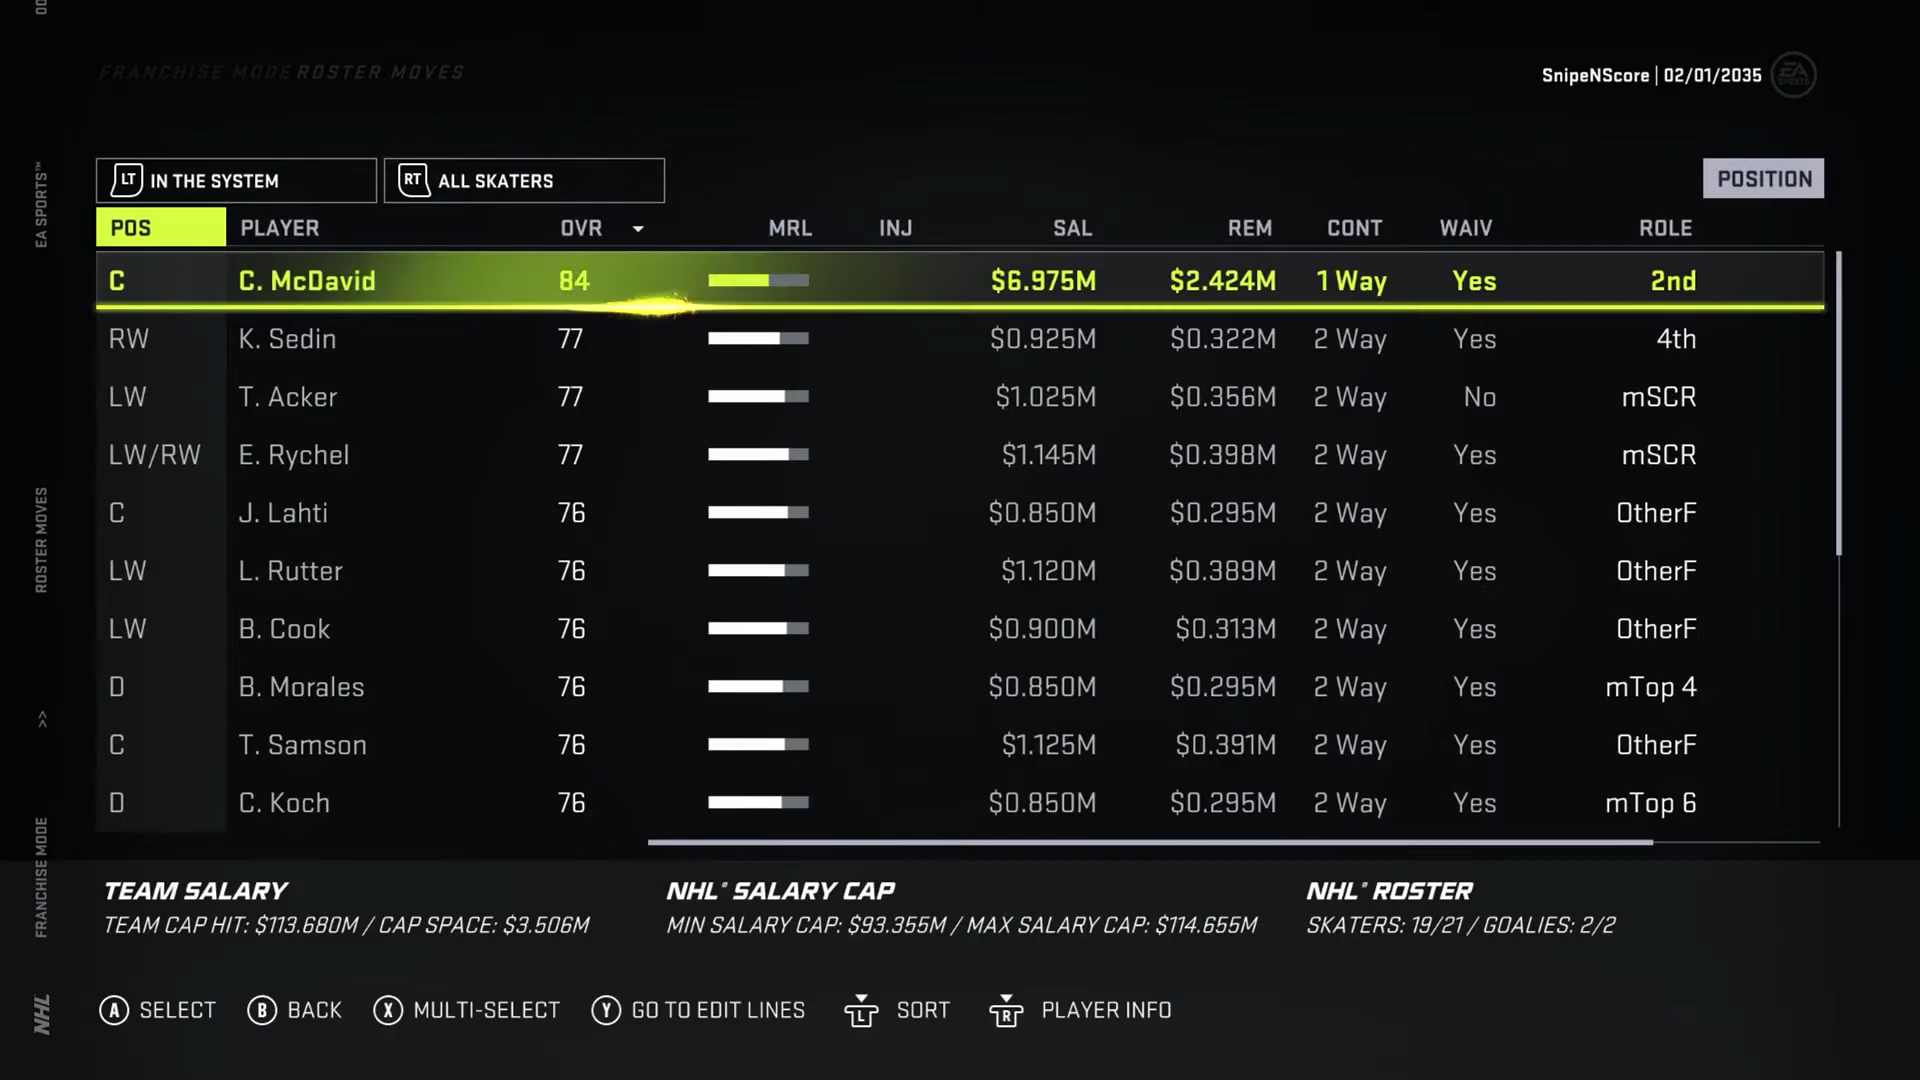 FRANCHISE MODE ROSTER MOVES
SnipeNScore | 02/01/2035
EA SPORTS
LT IN THE SYSTEM
RT ALL SKATERS
POSITION
POS PLAYER OVR MRL INJ SAL REM CONT WAIV ROLE
C C. McDavid 84 $6.975M $2.424M 1 Way Yes 2nd
RW K. Sedin 77 $0.925M $0.322M 2 Way Yes 4th
LW T. Acker 77 $1.025M $0.356M 2 Way No mSCR
LW/RW E. Rychel 77 $1.145M $0.398M 2 Way Yes mSCR
C J. Lahti 76 $0.850M $0.295M 2 Way Yes OtherF
LW L. Rutter 76 $1.120M $0.389M 2 Way Yes OtherF
LW B. Cook 76 $0.900M $0.313M 2 Way Yes OtherF
D B. Morales 76 $0.850M $0.295M 2 Way Yes mTop 4
C T. Samson 76 $1.125M $0.391M 2 Way Yes OtherF
D C. Koch 76 $0.850M $0.295M 2 Way Yes mTop 6
TEAM SALARY
TEAM CAP HIT: $113.680M / CAP SPACE: $3.506M
NHL® SALARY CAP
MIN SALARY CAP: $93.355M / MAX SALARY CAP: $114.655M
NHL® ROSTER
SKATERS: 19/21 / GOALIES: 2/2
A SELECT B BACK X MULTI-SELECT Y GO TO EDIT LINES L SORT R PLAYER INFO
NHL FRANCHISE MODE >> ROSTER MOVES EA SPORTS™